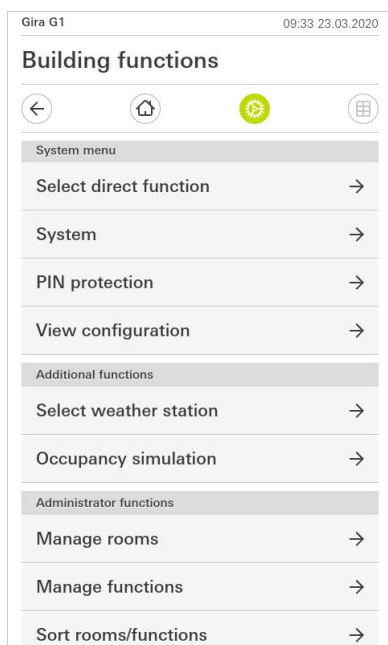 Gira G1 09:33 23.03.2020
Building functions
System menu
Select direct function
System
PIN protection
View configuration
Additional functions
Select weather station
Occupancy simulation
Administrator functions
Manage rooms
Manage functions
Sort rooms/functions